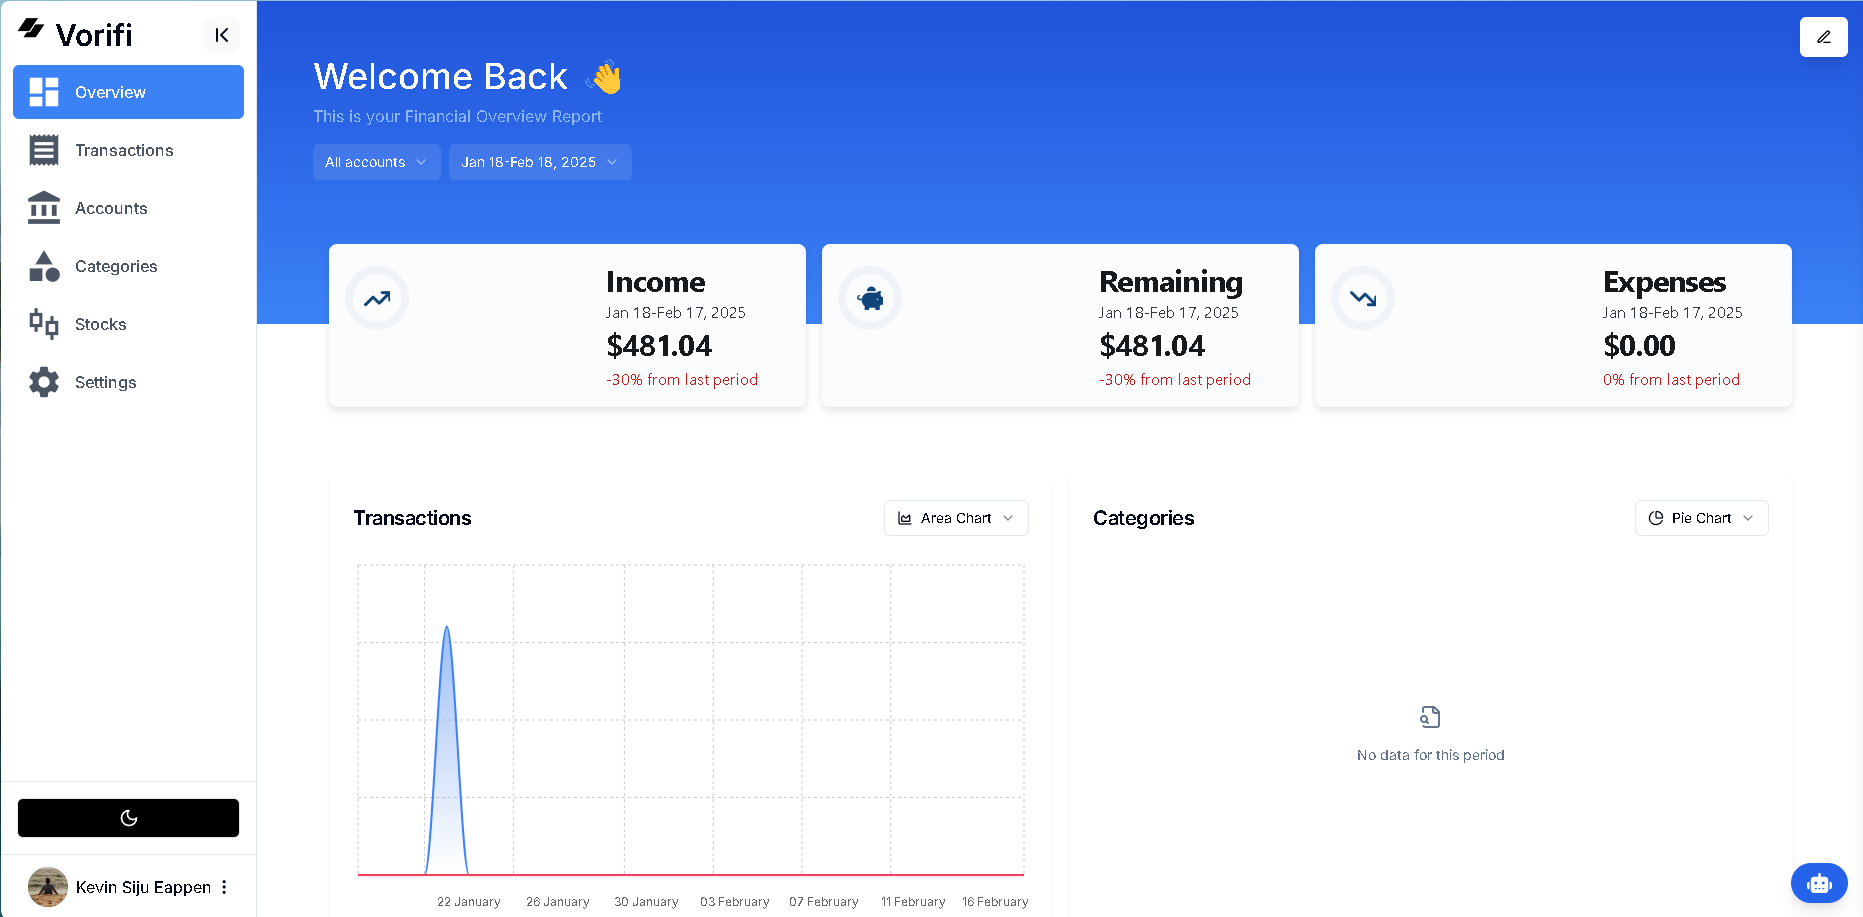 Vorifi
Overview
Transactions
Accounts
Categories
Stocks
Settings
Kevin Siju Eappen
Welcome Back 👋
This is your Financial Overview Report
All accounts
Jan 18-Feb 18, 2025
Income
Jan 18-Feb 17, 2025
$481.04
-30% from last period
Remaining
Jan 18-Feb 17, 2025
$481.04
-30% from last period
Expenses
Jan 18-Feb 17, 2025
$0.00
0% from last period
Transactions
Area Chart
22 January 26 January 30 January 03 February 07 February 11 February 16 February
Categories
Pie Chart
No data for this period